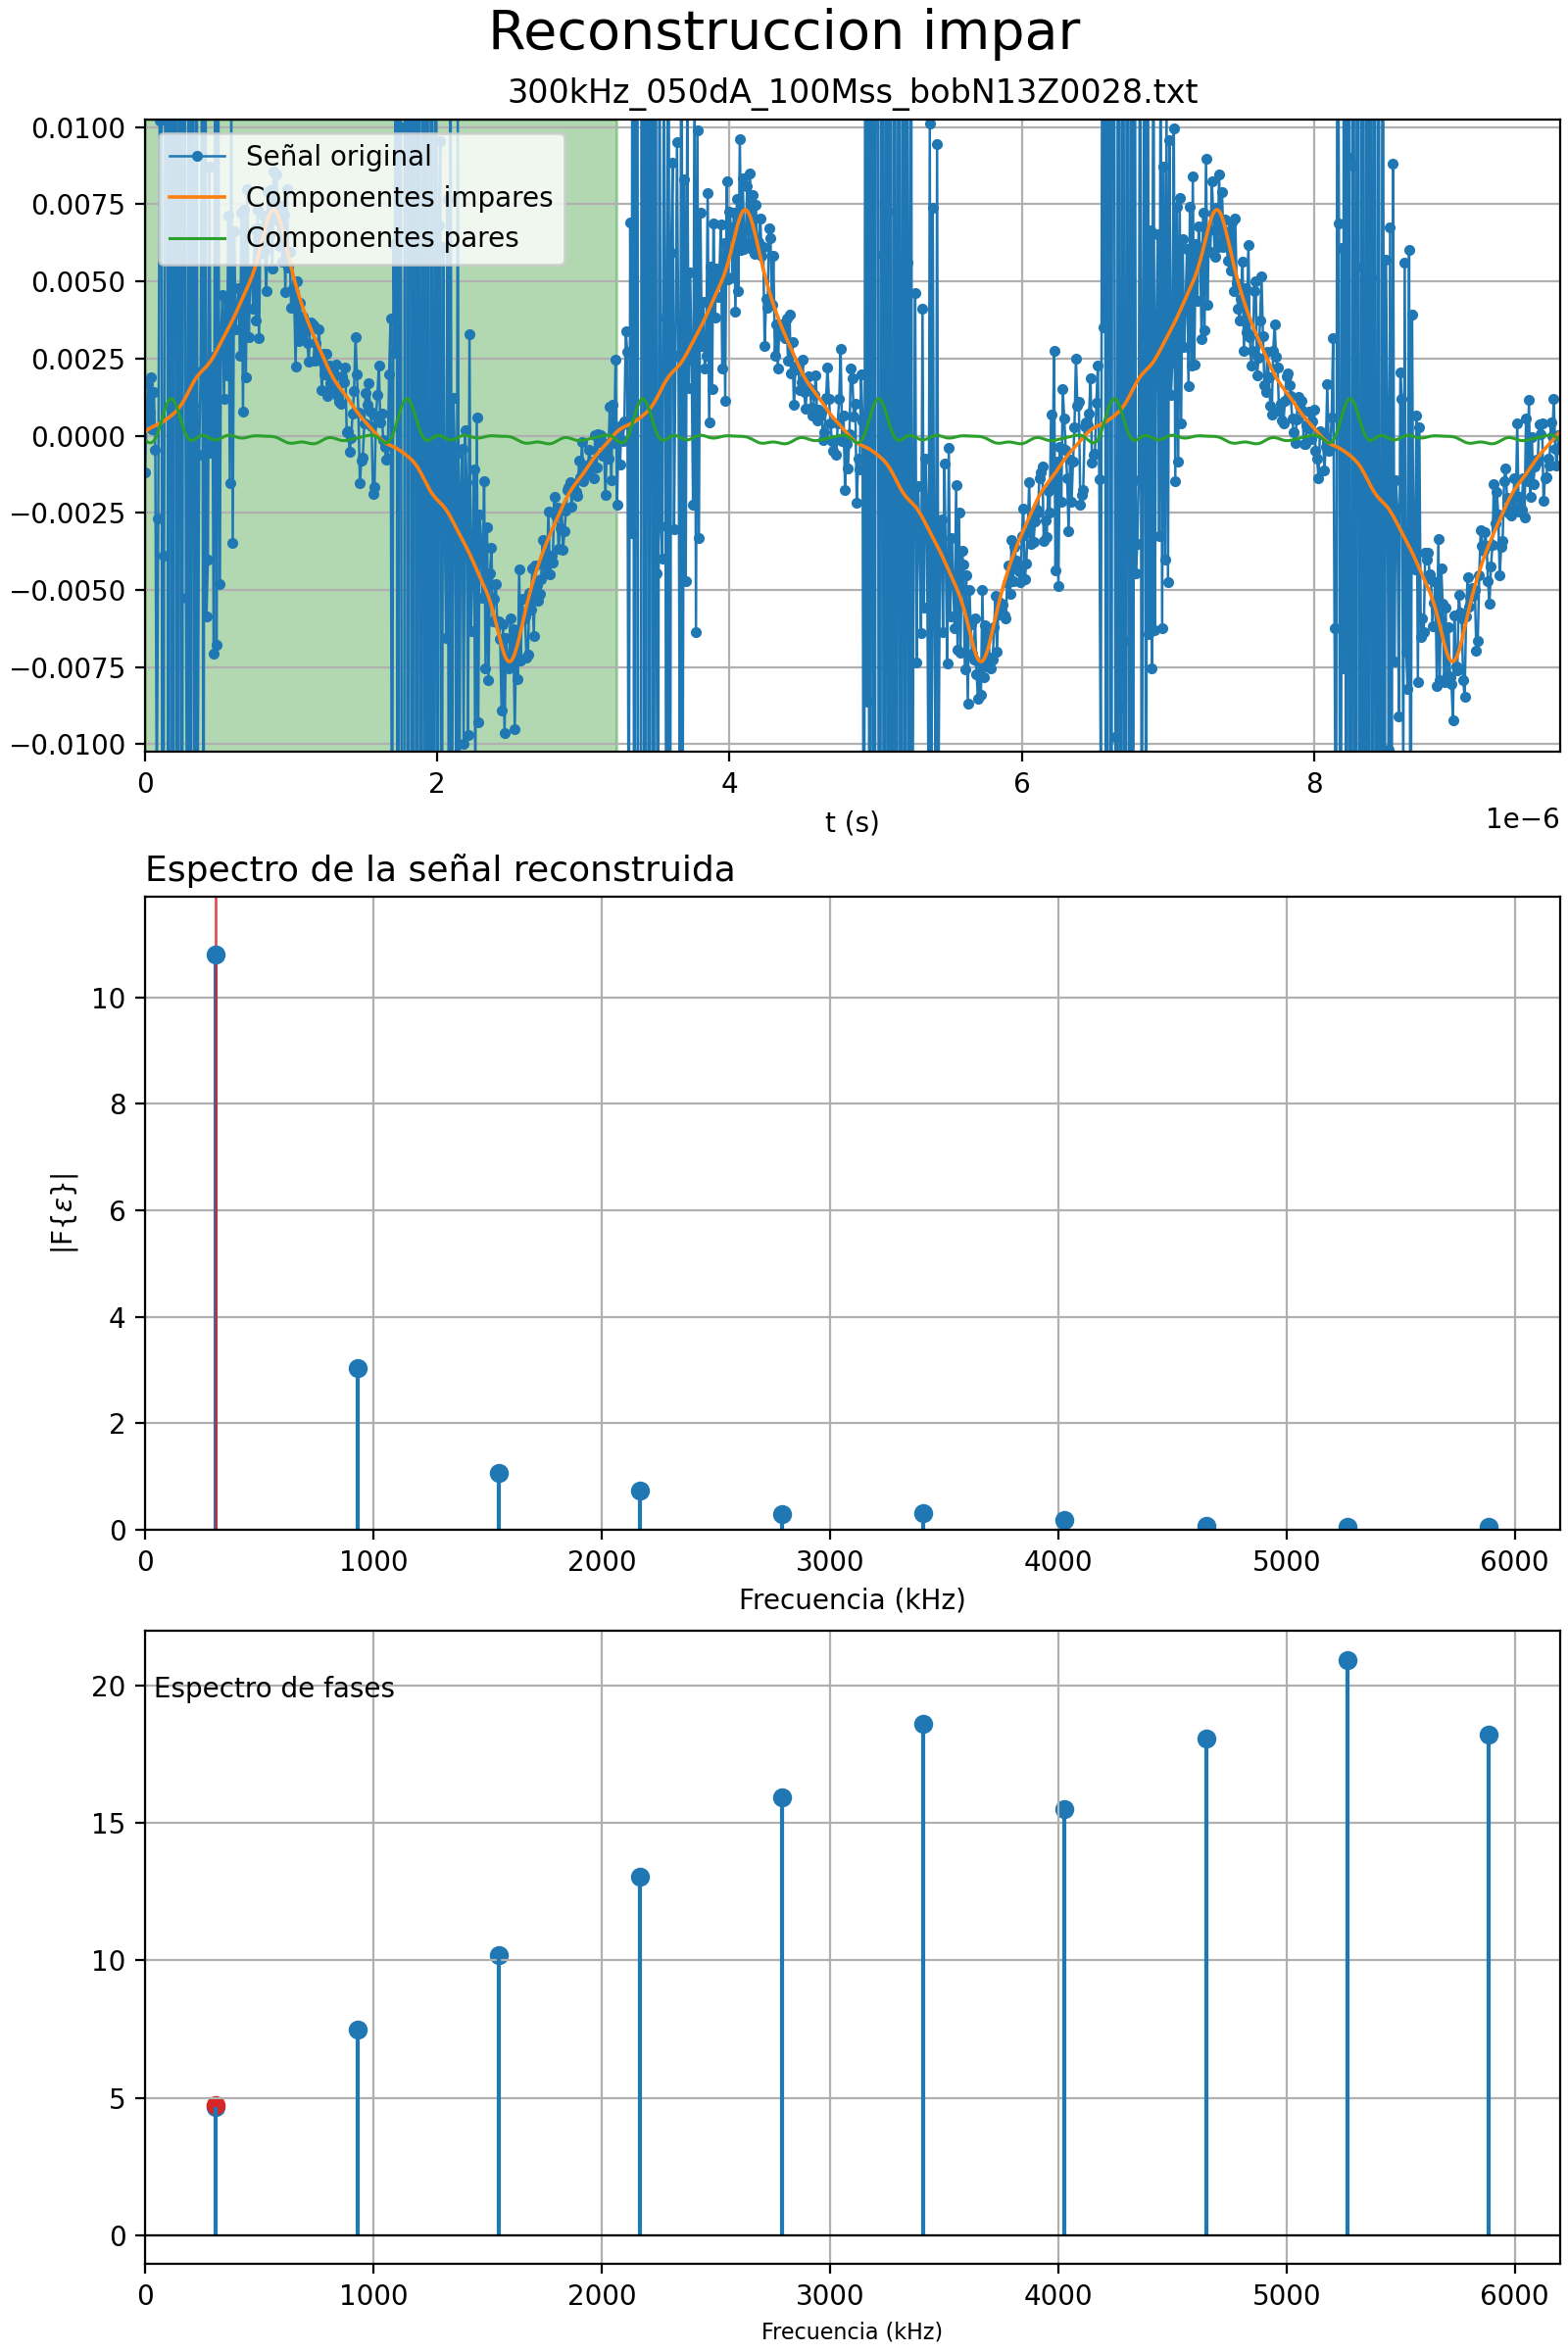 Reconstruccion impar
300kHz_050dA_100Mss_bobN13Z0028.txt
Señal original
Componentes impares
Componentes pares
0.0100
0.0075
0.0050
0.0025
0.0000
−0.0025
−0.0050
−0.0075
−0.0100
0 2 4 6 8
t (s)
1e−6
Espectro de la señal reconstruida
|F{ε}|
10
8
6
4
2
0
0 1000 2000 3000 4000 5000 6000
Frecuencia (kHz)
Espectro de fases
20
15
10
5
0
0 1000 2000 3000 4000 5000 6000
Frecuencia (kHz)